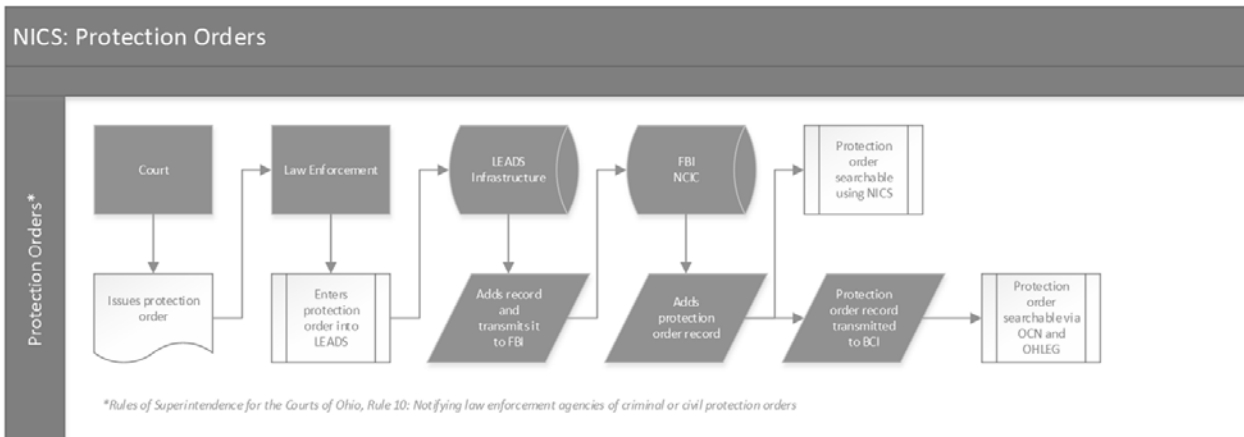 NICS: Protection Orders
Protection Orders*
Court
Law Enforcement
LEADS
Infrastructure
FBI
NCIC
Protection
order
searchable
using NICS
Issues protection
order
Enters
protection
order into
LEADS
Adds record
and
transmits it
to FBI
Adds
protection
order record
Protection
order record
transmitted
to BCI
Protection
order
searchable via
OCN and
OHLEG
*Rules of Superintendence for the Courts of Ohio, Rule 10: Notifying law enforcement agencies of criminal or civil protection orders